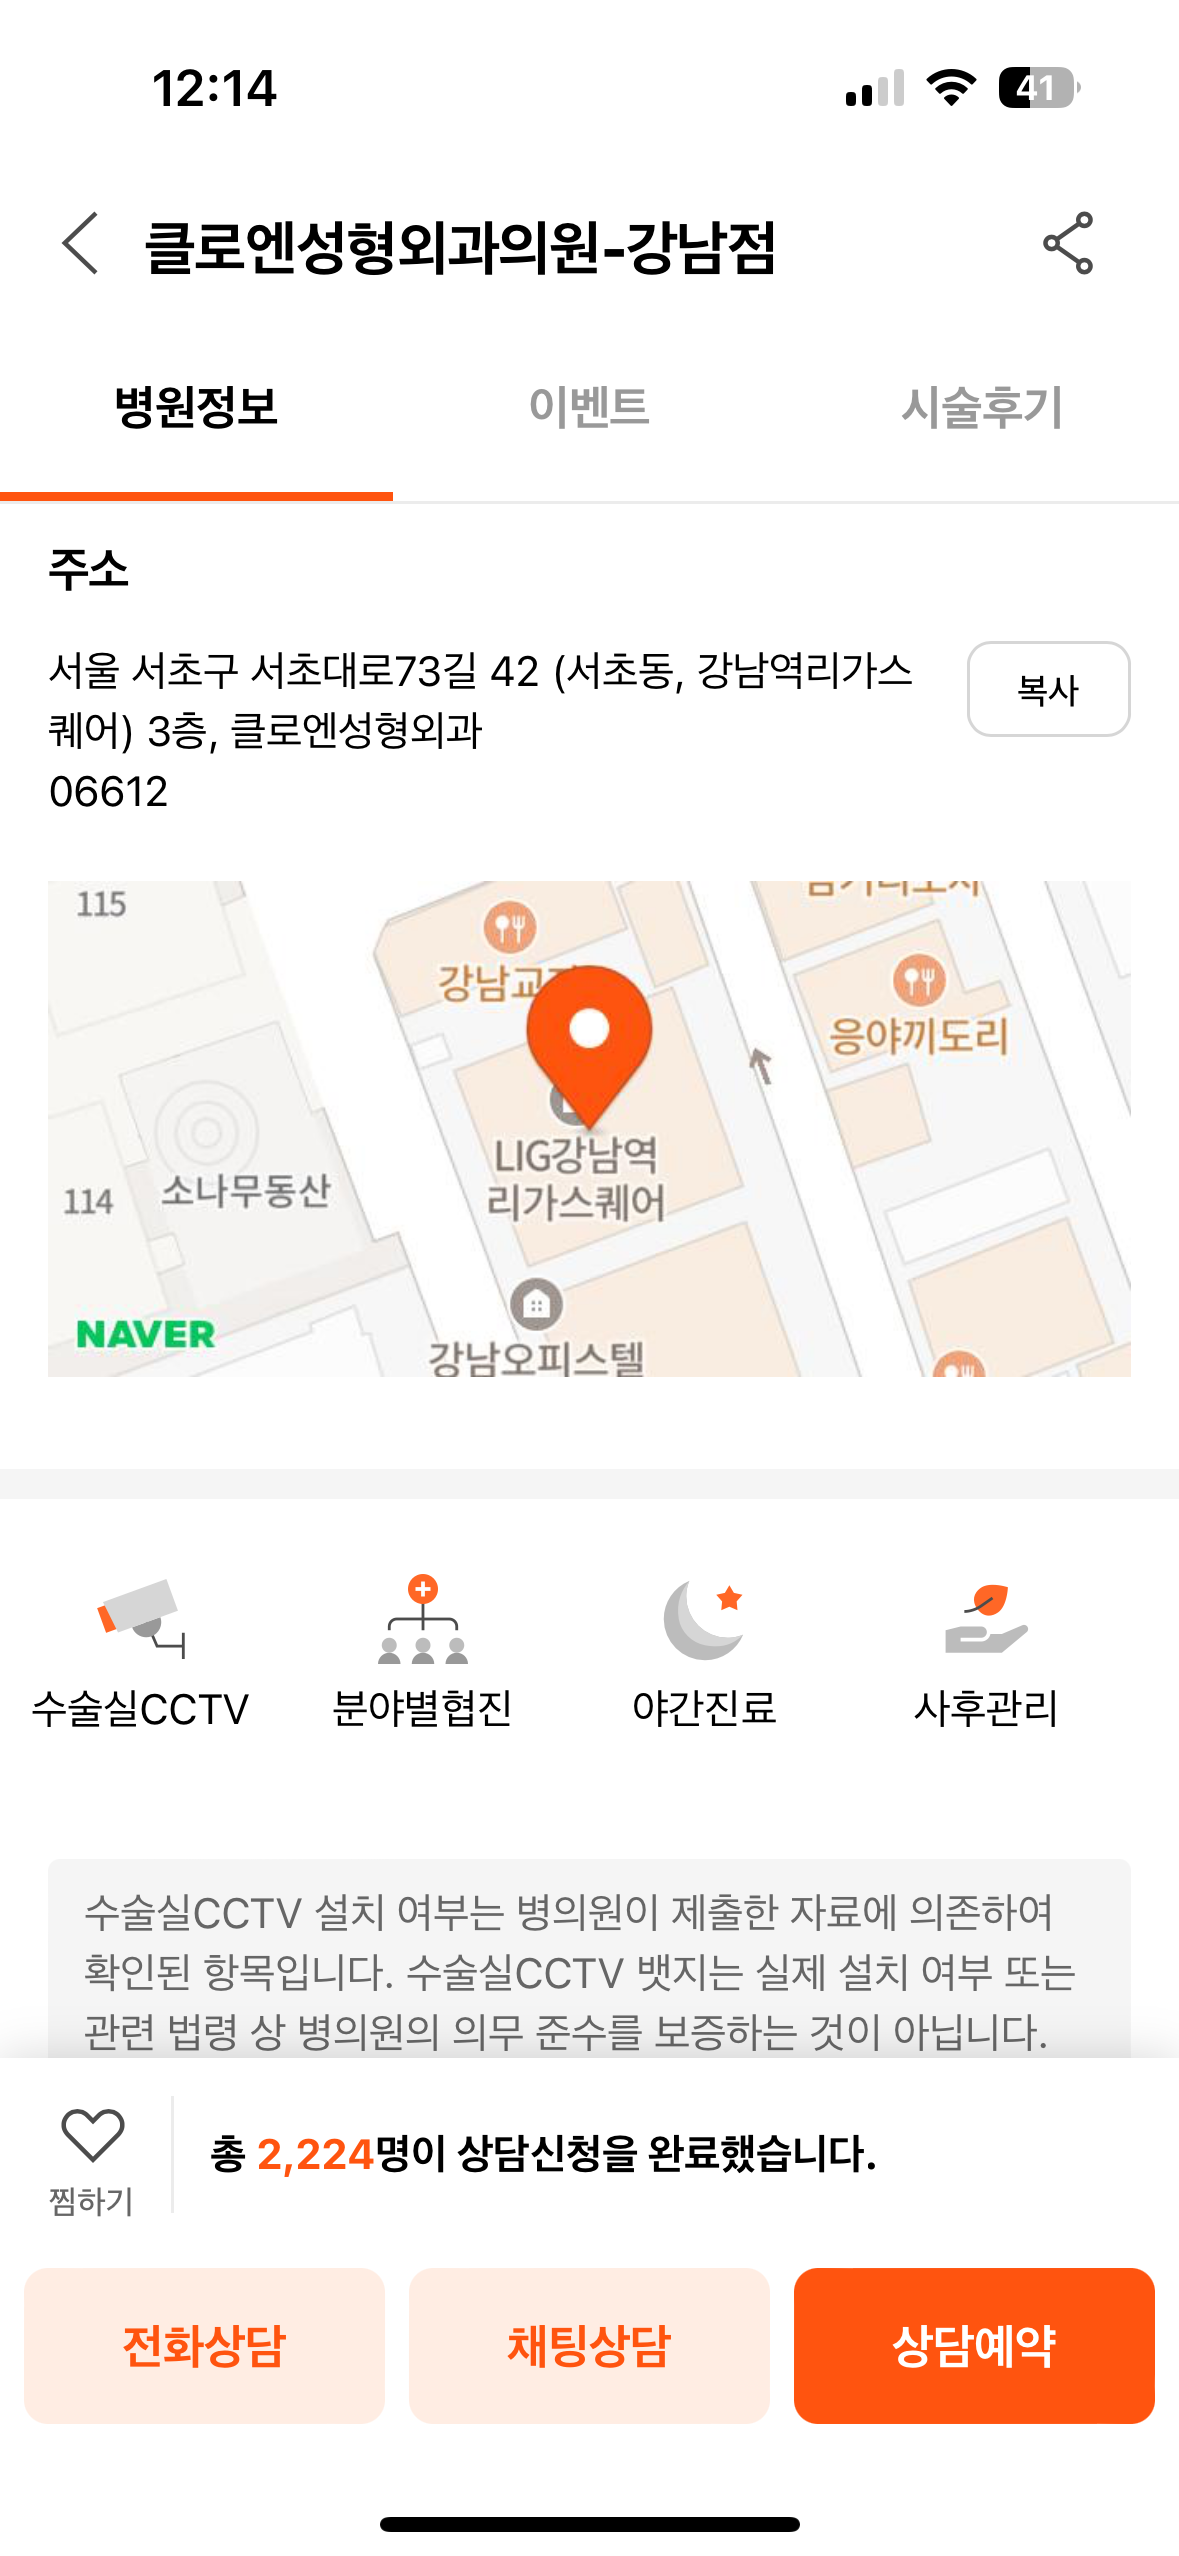 12:14
41
클로엔성형외과의원-강남점
병원정보
이벤트
시술후기
주소
서울 서초구 서초대로73길 42 (서초동, 강남역리가스
퀘어) 3층, 클로엔성형외과
06612
복사
115
강남교
응야끼도리
LIG강남역
리가스퀘어
114
소나무동산
NAVER
강남오피스텔
수술실CCTV
분야별협진
야간진료
사후관리
수술실CCTV 설치 여부는 병의원이 제출한 자료에 의존하여
확인된 항목입니다. 수술실CCTV 뱃지는 실제 설치 여부 또는
관련 법령 상 병의원의 의무 준수를 보증하는 것이 아닙니다.
찜하기
총 2,224명이 상담신청을 완료했습니다.
전화상담
채팅상담
상담예약